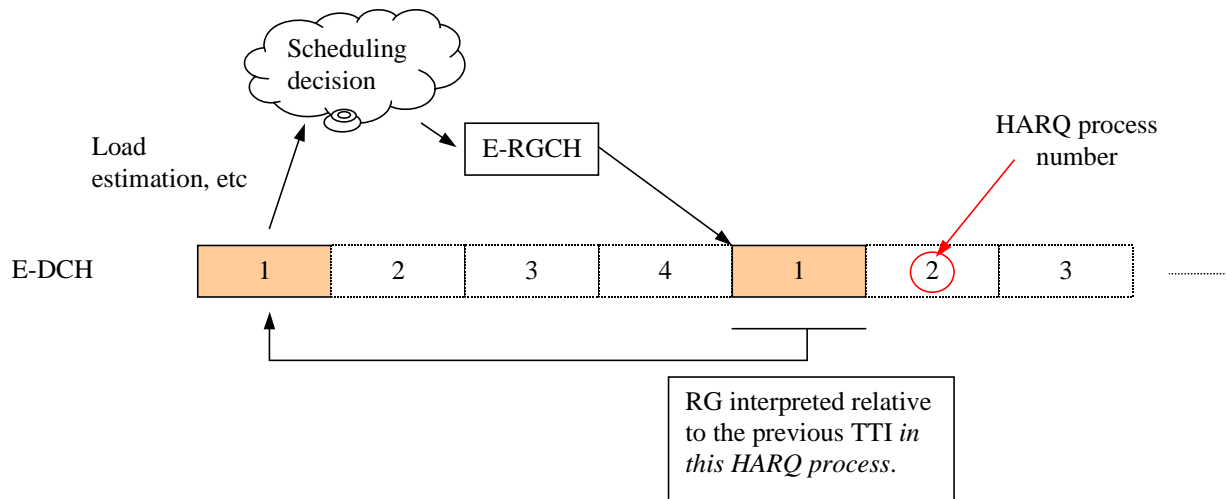 Scheduling
decision
Load
estimation, etc
E-RGCH
HARQ process
number
E-DCH
1 2 3 4 1 2 3
RG interpreted relative
to the previous TTI in
this HARQ process.